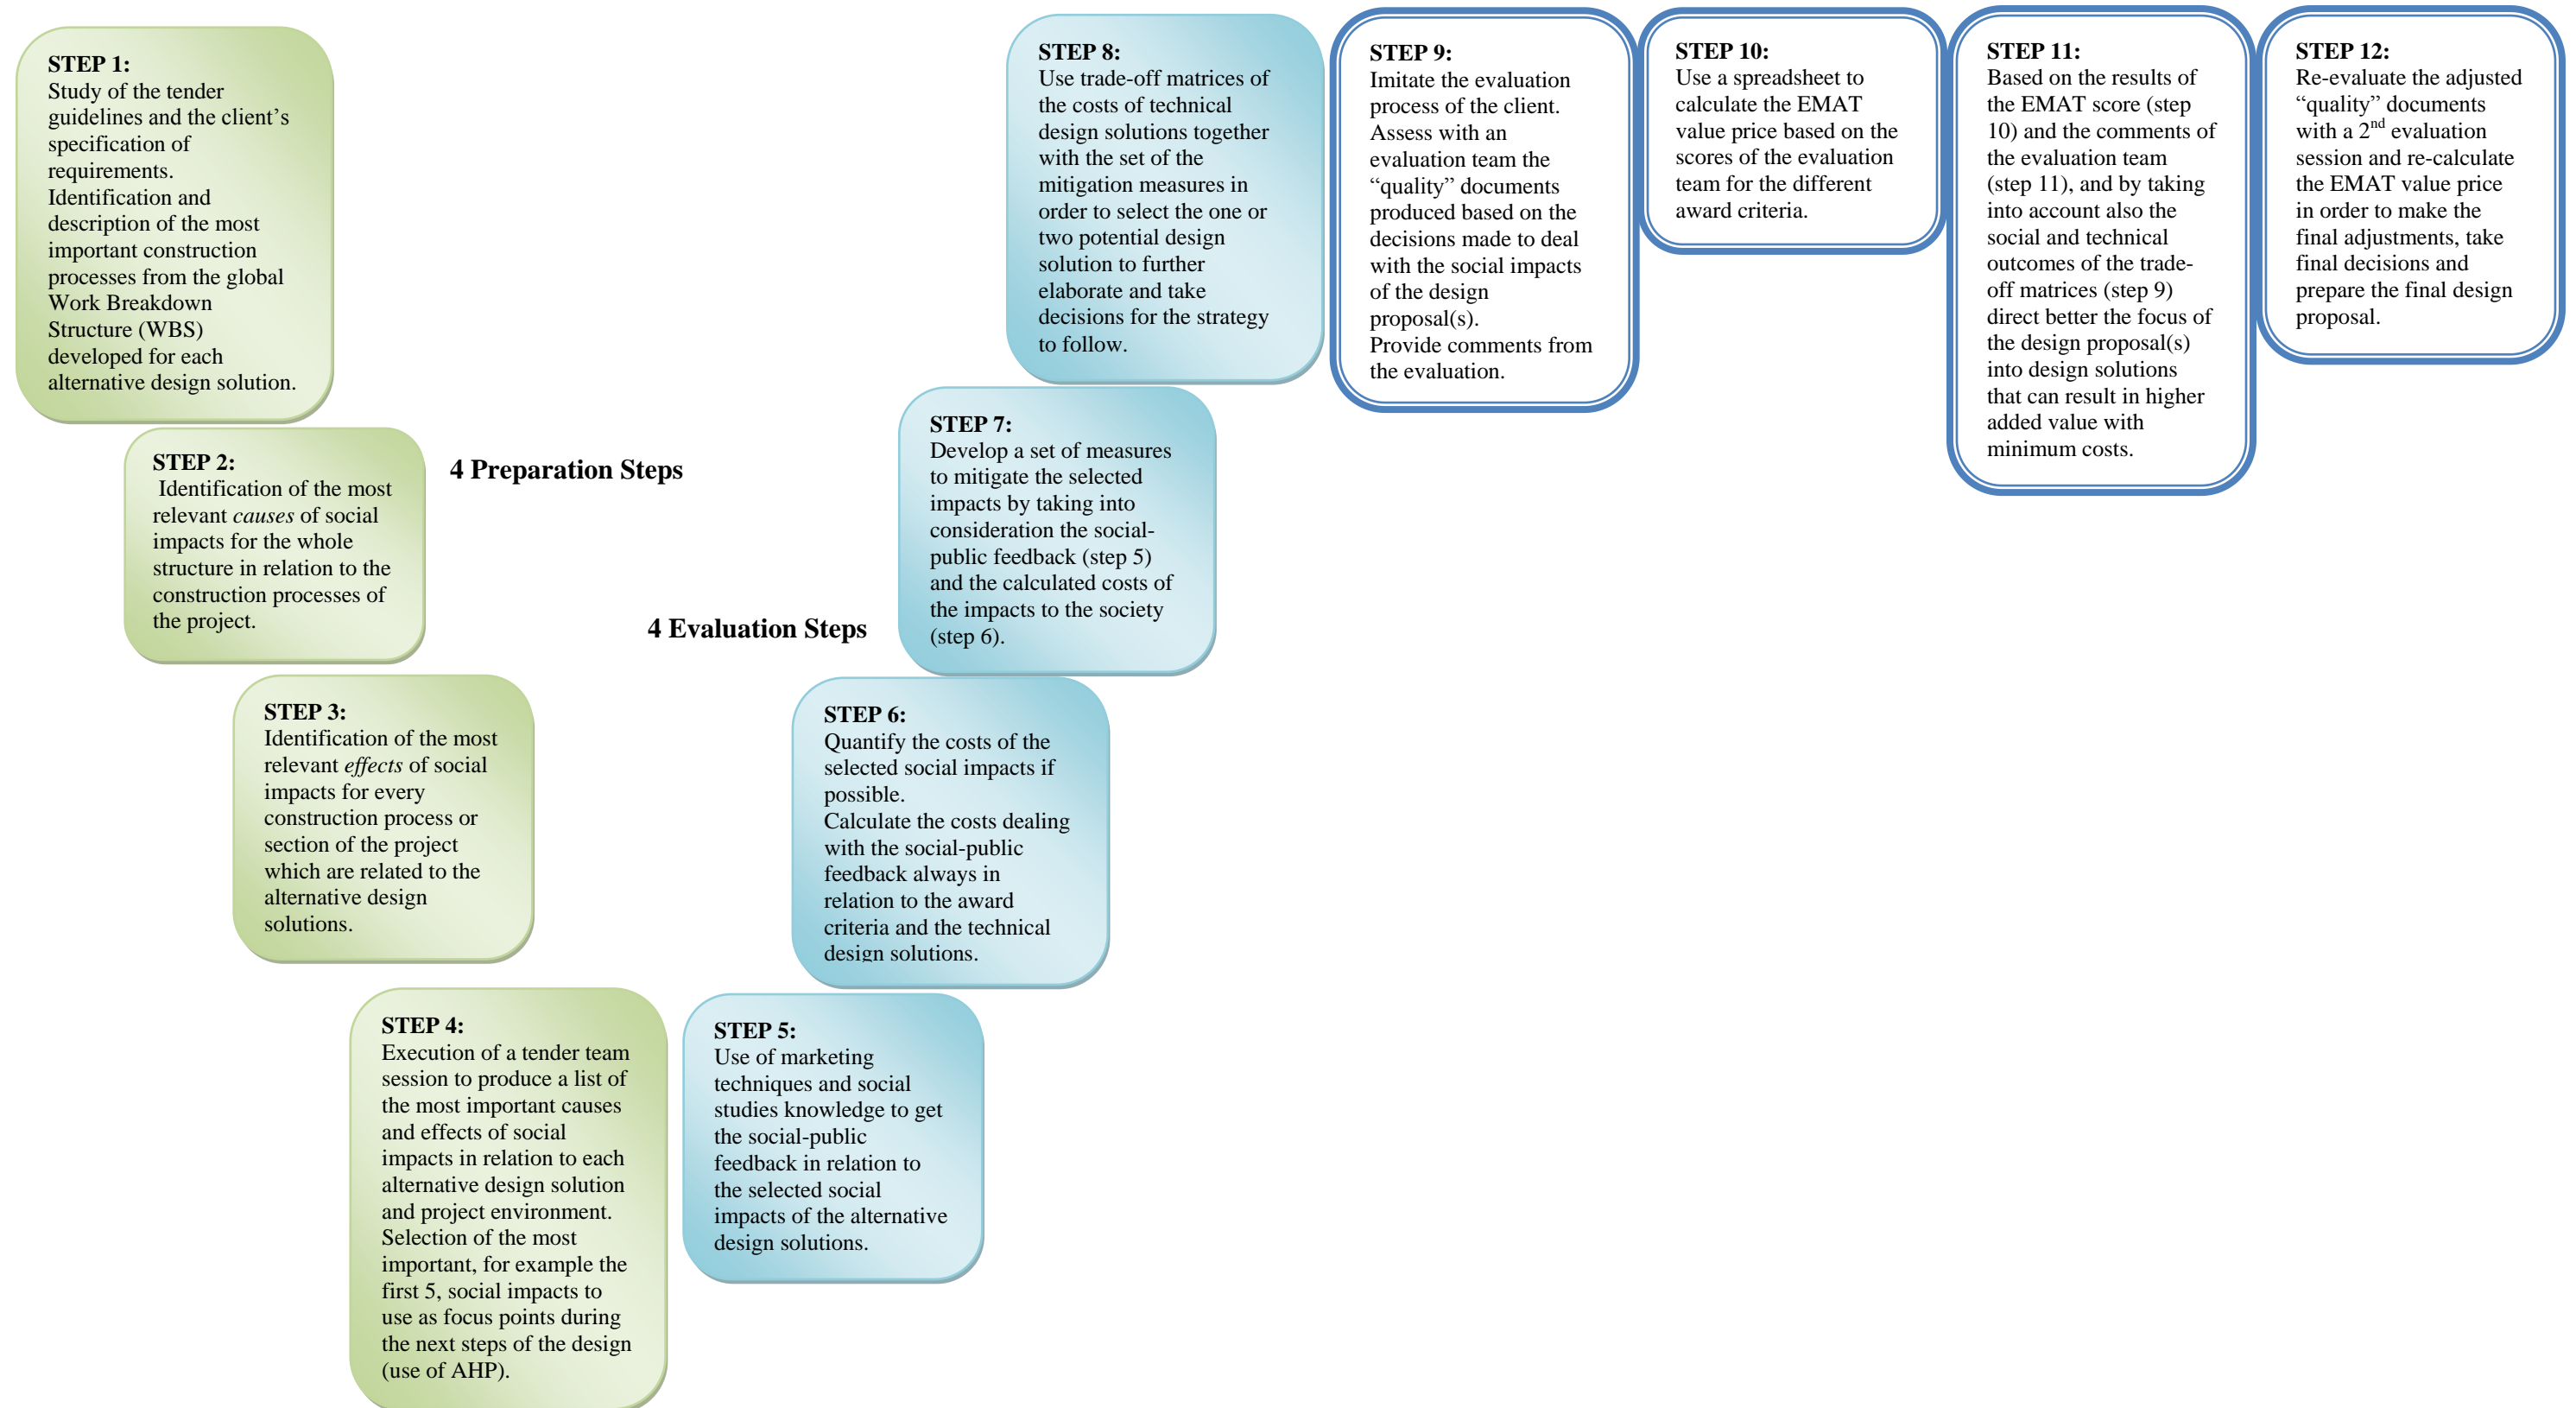 STEP 1:
Study of the tender
guidelines and the client’s
specification of
requirements.
Identification and
description of the most
important construction
processes from the global
Work Breakdown
Structure (WBS)
developed for each
alternative design solution.
STEP 2:
Identification of the most
relevant causes of social
impacts for the whole
structure in relation to the
construction processes of
the project.
4 Preparation Steps
STEP 3:
Identification of the most
relevant effects of social
impacts for every
construction process or
section of the project
which are related to the
alternative design
solutions.
STEP 4:
Execution of a tender team
session to produce a list of
the most important causes
and effects of social
impacts in relation to each
alternative design solution
and project environment.
Selection of the most
important, for example the
first 5, social impacts to
use as focus points during
the next steps of the design
(use of AHP).
STEP 5:
Use of marketing
techniques and social
studies knowledge to get
the social-public
feedback in relation to
the selected social
impacts of the alternative
design solutions.
STEP 6:
Quantify the costs of the
selected social impacts if
possible.
Calculate the costs dealing
with the social-public
feedback always in
relation to the award
criteria and the technical
design solutions.
4 Evaluation Steps
STEP 7:
Develop a set of measures
to mitigate the selected
impacts by taking into
consideration the social-
public feedback (step 5)
and the calculated costs of
the impacts to the society
(step 6).
STEP 8:
Use trade-off matrices of
the costs of technical
design solutions together
with the set of the
mitigation measures in
order to select the one or
two potential design
solution to further
elaborate and take
decisions for the strategy
to follow.
STEP 9:
Imitate the evaluation
process of the client.
Assess with an
evaluation team the
“quality” documents
produced based on the
decisions made to deal
with the social impacts
of the design
proposal(s).
Provide comments from
the evaluation.
STEP 10:
Use a spreadsheet to
calculate the EMAT
value price based on the
scores of the evaluation
team for the different
award criteria.
STEP 11:
Based on the results of
the EMAT score (step
10) and the comments of
the evaluation team
(step 11), and by taking
into account also the
social and technical
outcomes of the trade-
off matrices (step 9)
direct better the focus of
the design proposal(s)
into design solutions
that can result in higher
added value with
minimum costs.
STEP 12:
Re-evaluate the adjusted
“quality” documents
with a 2nd evaluation
session and re-calculate
the EMAT value price
in order to make the
final adjustments, take
final decisions and
prepare the final design
proposal.